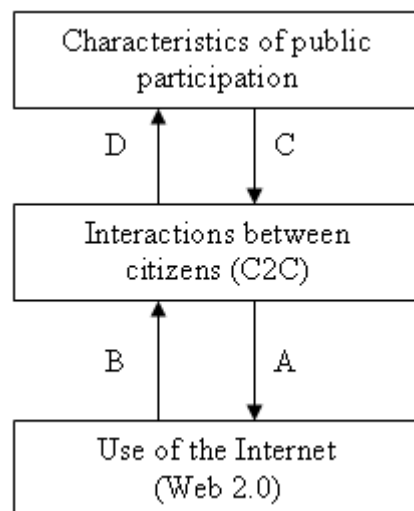 Characteristics of public
participation
D
C
Interactions between
citizens (C2C)
B
A
Use of the Internet
(Web 2.0)